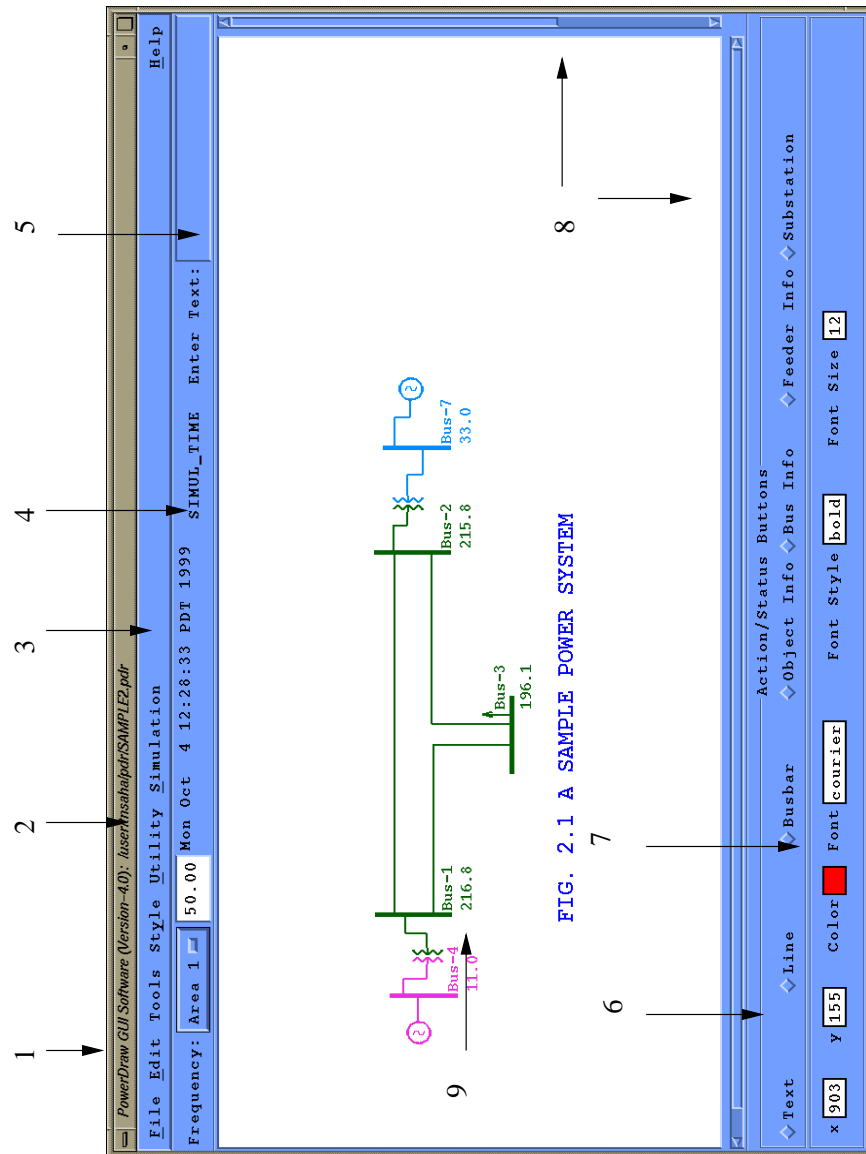 1
2
3
4
5
PowerDraw GUI Software (Version-4.0): /user/msaha/pdr/SAMPLE2.pdr
File Edit Tools Style Utility Simulation Help
Frequency: Area 1 50.00 Mon Oct 4 12:28:33 PDT 1999 SIMUL_TIME Enter Text:
Bus-4
11.0
Bus-1
216.8
Bus-3
196.1
Bus-2
215.8
Bus-7
33.0
9
8
FIG. 2.1 A SAMPLE POWER SYSTEM
6
7
Action/Status Buttons
Text Line Busbar Object Info Bus Info Feeder Info Substation
x 903 y 155 Color Font courier Font Style bold Font Size 12